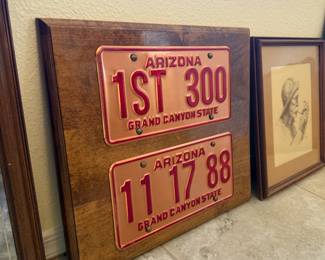 ARIZONA
1ST 300
GRAND CANYON STATE
ARIZONA
11 17 88
GRAND CANYON STATE